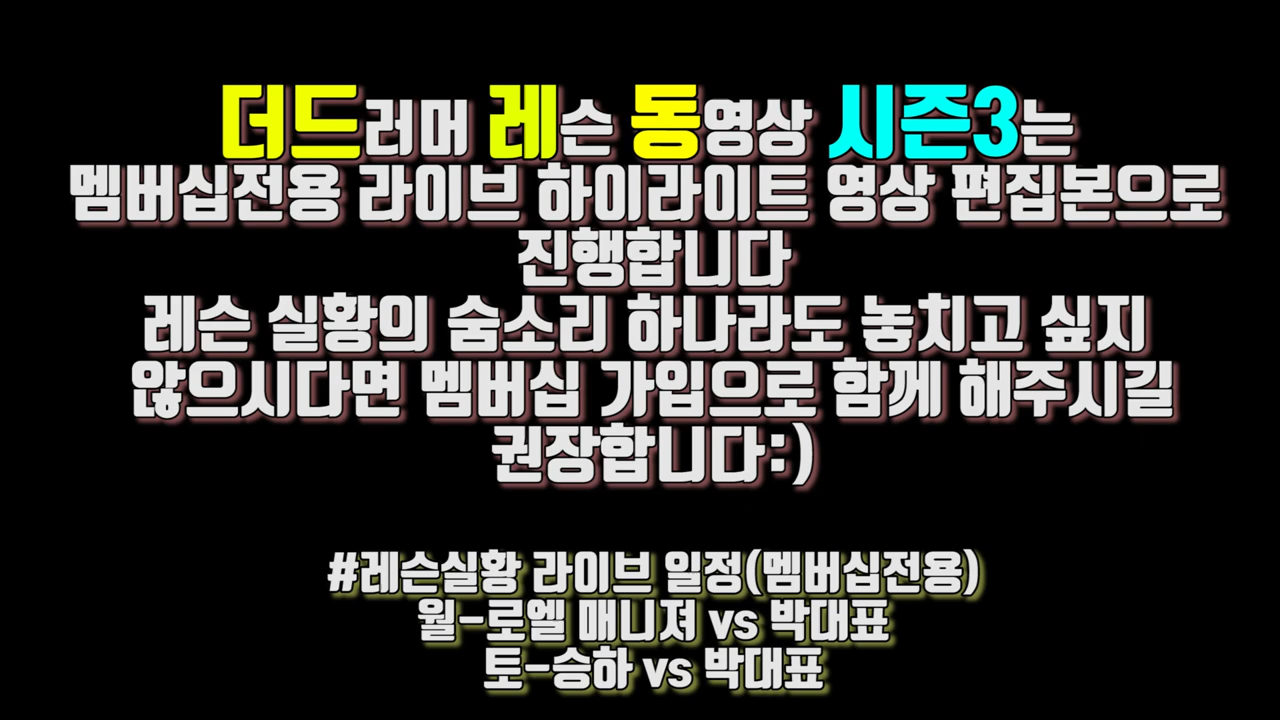 더드러머 레슨 동영상 시즌3는
멤버십전용 라이브 하이라이트 영상 편집본으로
진행합니다
레슨 실황의 숨소리 하나라도 놓치고 싶지
않으시다면 멤버십 가입으로 함께 해주시길
권장합니다:)
#레슨실황 라이브 일정(멤버십전용)
월-로엘 매니져 vs 박대표
토-승하 vs 박대표